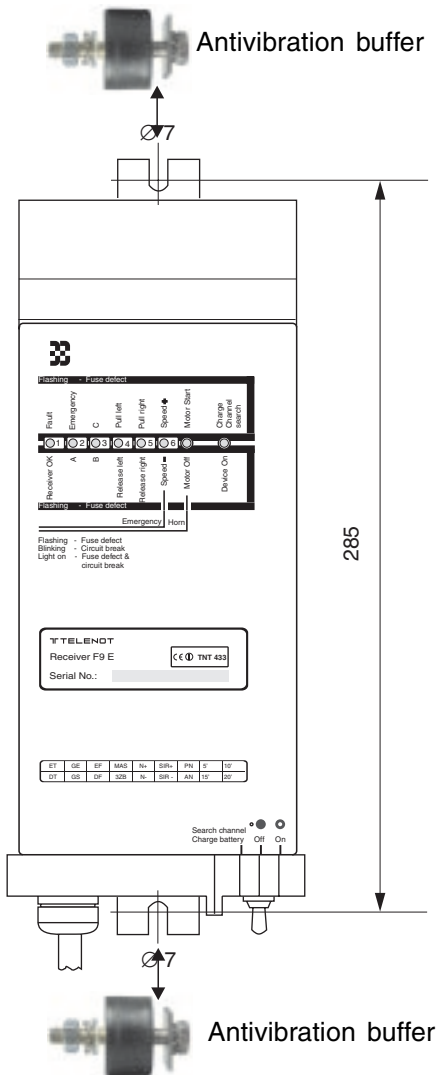 Antivibration buffer
⌀7
Flashing - Fuse defect
Fault
Emergency
C
Pull left
Pull right
Speed +
Motor Start
Charge
Channel
search
1 2 3 4 5 6
Receiver OK
A
B
Release left
Release right
Speed -
Motor Off
Device On
Flashing - Fuse defect
Emergency Horn
Flashing - Fuse defect
Blinking - Circuit break
Light on - Fuse defect &
circuit break
285
TELENOT
Receiver F9 E
CE TNT 433
Serial No.:
ET GE EF MAS N+ SIR+ PN 5' 10'
DT GS DF 3ZB N- SIR - AN 15' 20'
Search channel
Charge battery Off On
⌀7
Antivibration buffer